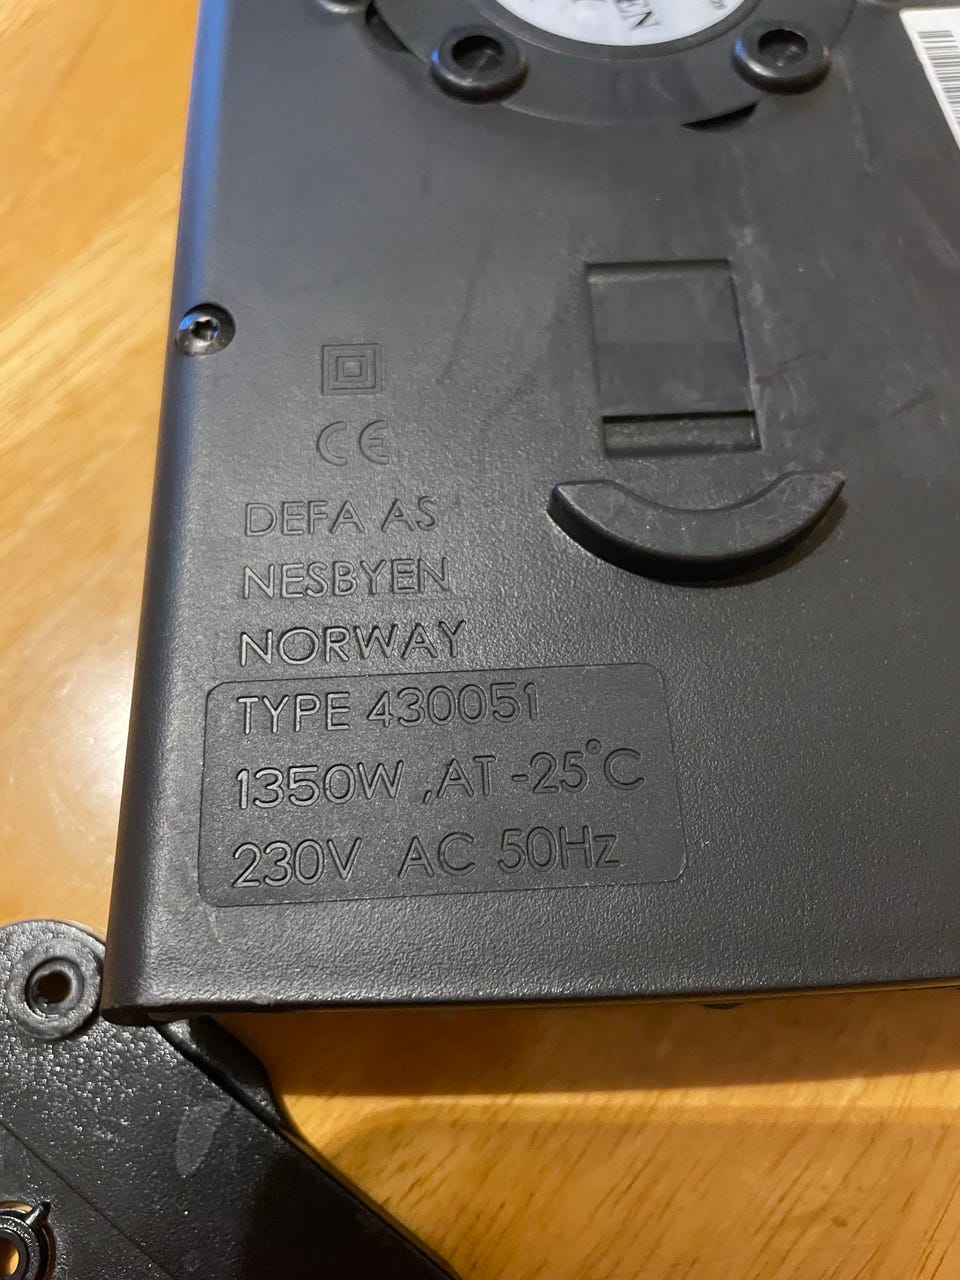 CE
DEFA AS
NESBYEN
NORWAY
TYPE 430051
1350W ,AT -25°C
230V AC 50Hz